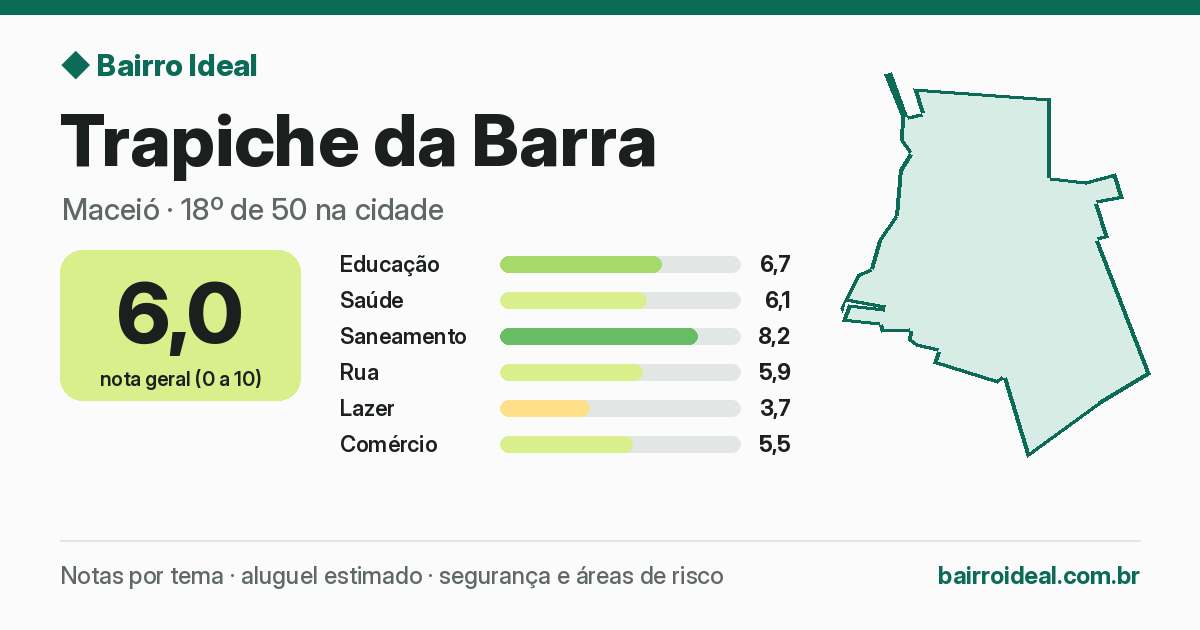 Bairro Ideal
Trapiche da Barra
Maceió · 18º de 50 na cidade
6,0
nota geral (0 a 10)
Educação 6,7
Saúde 6,1
Saneamento 8,2
Rua 5,9
Lazer 3,7
Comércio 5,5
Notas por tema · aluguel estimado · segurança e áreas de risco
bairroideal.com.br